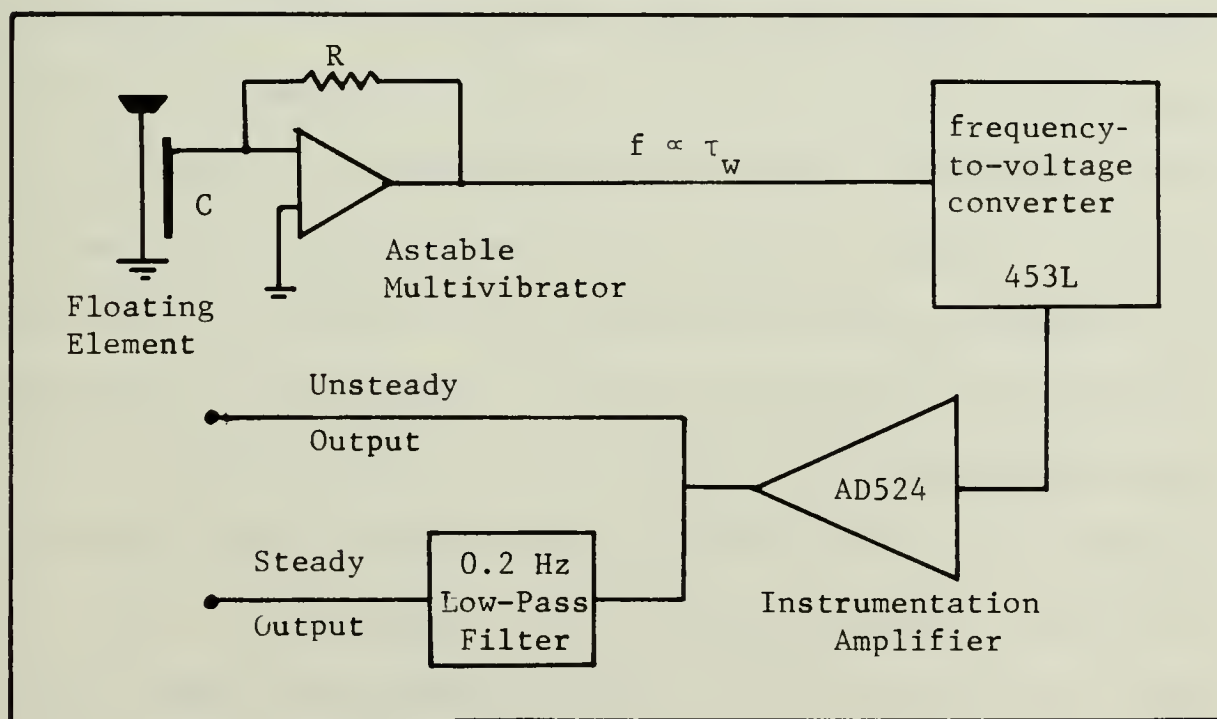 R
C
f ∝ τw
frequency-
to-voltage
converter
453L
Astable
Multivibrator
Floating
Element
Unsteady
Output
AD524
Steady
Output
0.2 Hz
Low-Pass
Filter
Instrumentation
Amplifier